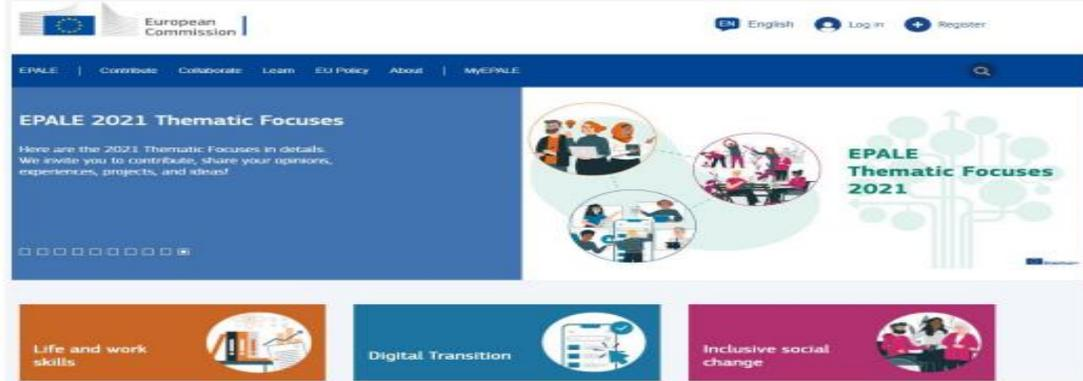 European
Commission
EN English Log in Register
EPALE | Contribute Collaborate Learn EU Policy About | MyEPALE
EPALE 2021 Thematic Focuses
Here are the 2021 Thematic Focuses in details.
We invite you to contribute, share your opinions,
experiences, projects, and ideas!
EPALE
Thematic Focuses
2021
Life and work
skills
Digital Transition
Inclusive social
change